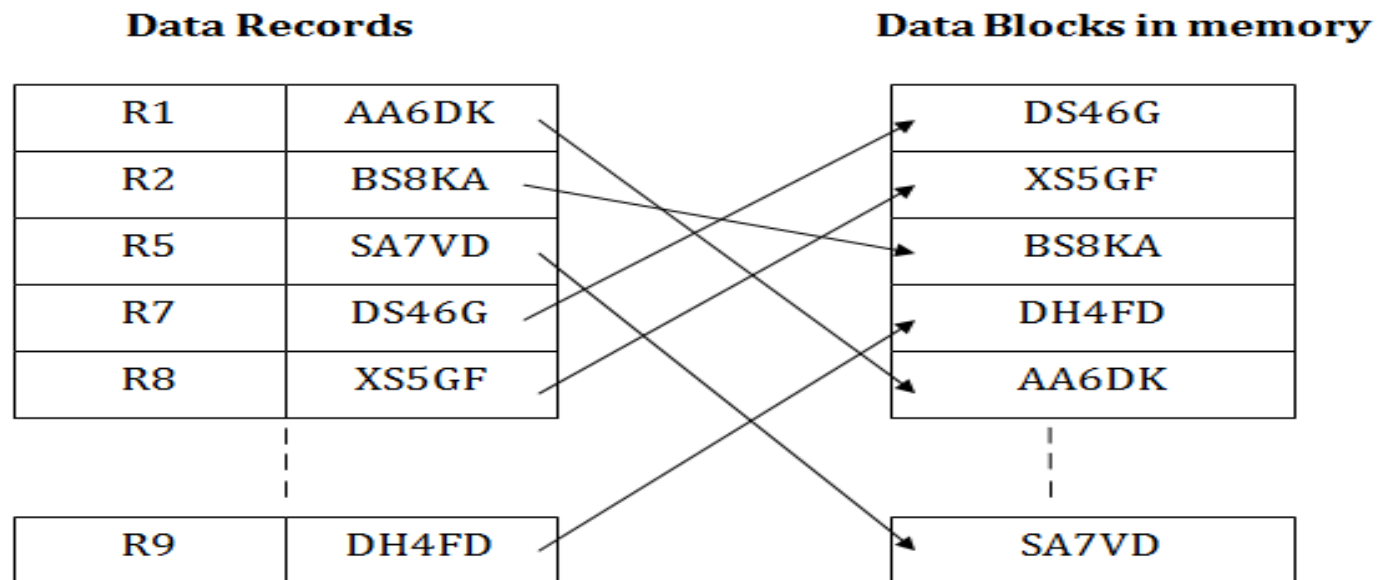 Data Records Data Blocks in memory
R1 AA6DK DS46G
R2 BS8KA XS5GF
R5 SA7VD BS8KA
R7 DS46G DH4FD
R8 XS5GF AA6DK
R9 DH4FD SA7VD